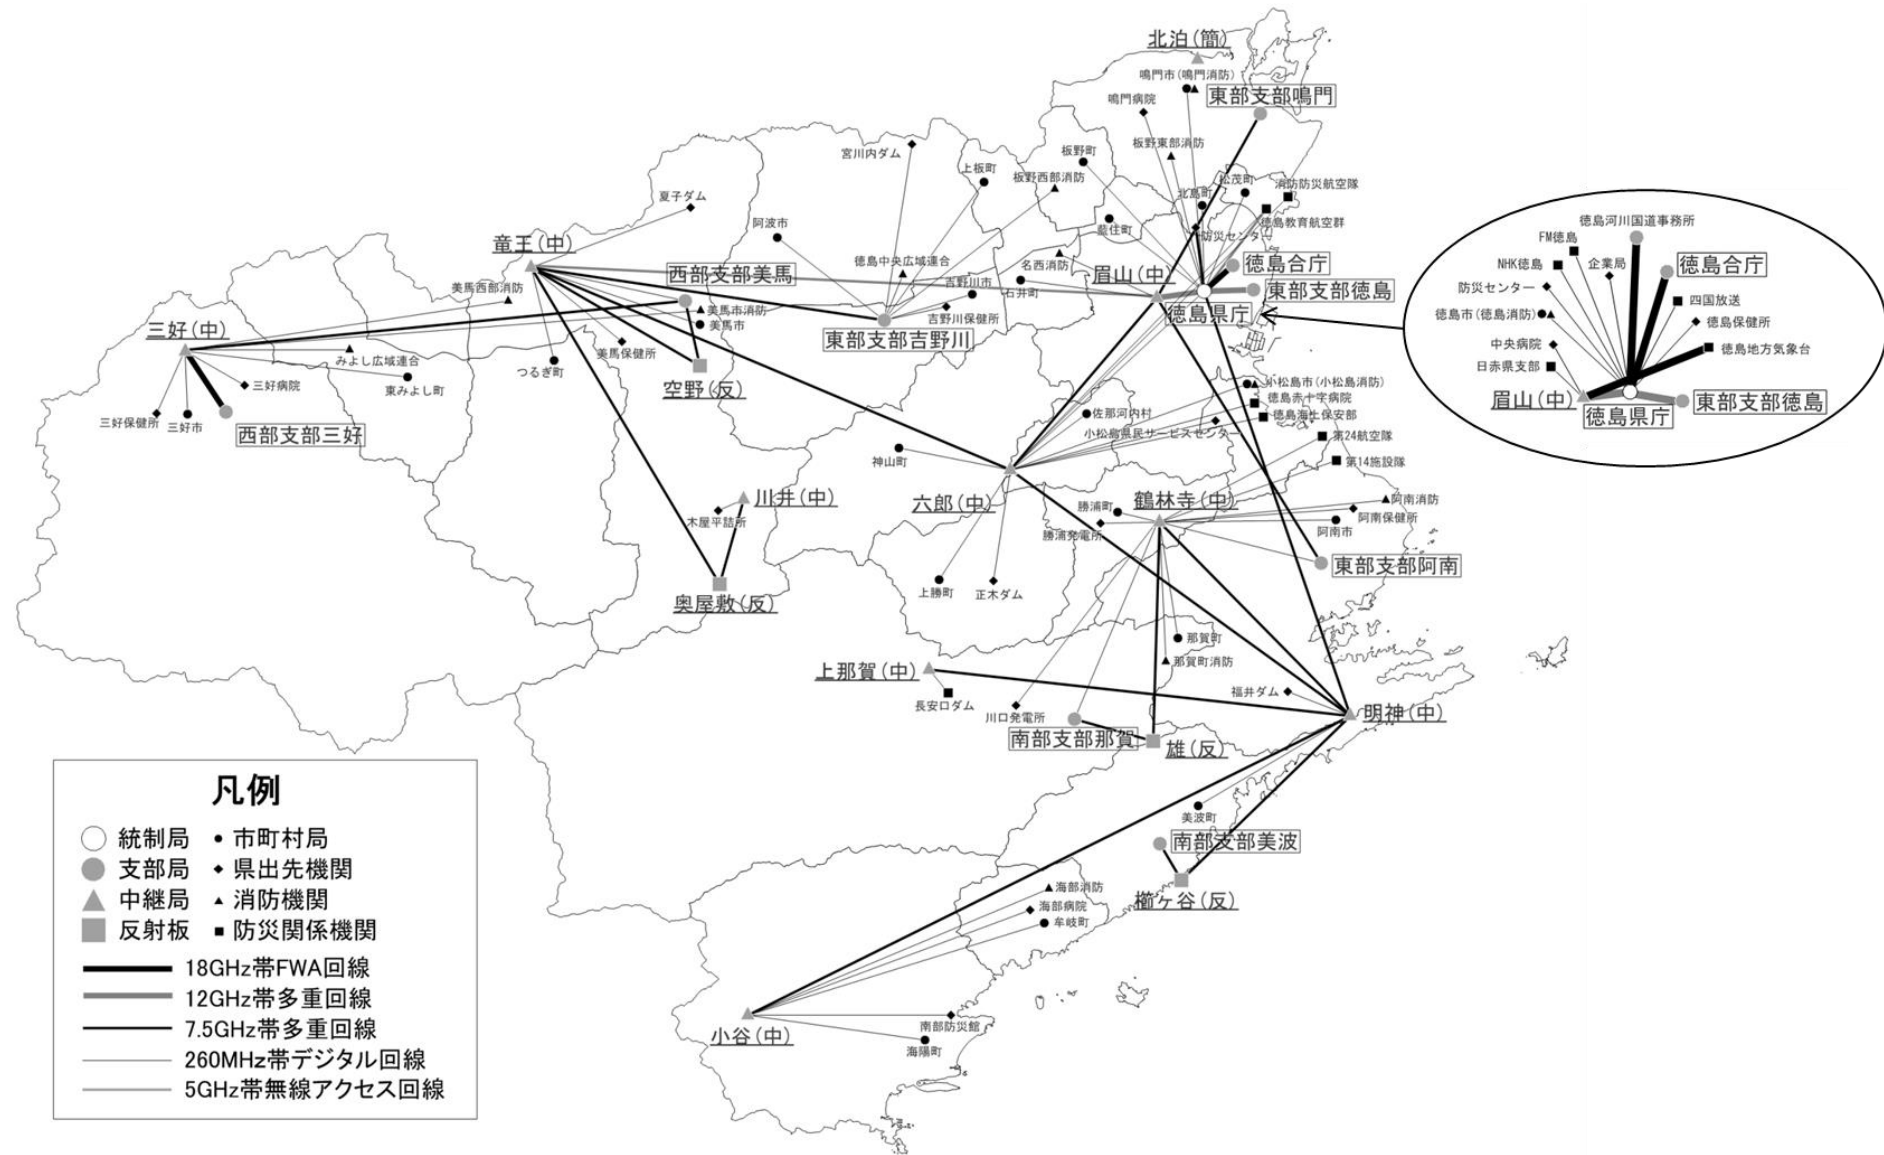 北泊(簡)
鳴門市(鳴門消防)
東部支部鳴門
鳴門病院
板野東部消防
宮川内ダム
板野町
上板町
板野西部消防
松茂町
消防防災航空隊
北島町
夏子ダム
阿波市
藍住町
徳島教育航空群
防災センター
竜王(中)
西部支部美馬
徳島中央広域連合
名西消防
眉山(中)
徳島合庁
美馬西部消防
吉野川市
石井町
東部支部徳島
美馬市消防
美馬市
吉野川保健所
徳島県庁
三好(中)
東部支部吉野川
美馬保健所
みよし広域連合
つるぎ町
空野(反)
三好病院
東みよし町
三好保健所
三好市
西部支部三好
小松島市(小松島消防)
徳島赤十字病院
佐那河内村
徳島海上保安部
小松島県民サービスセンター
第24航空隊
神山町
第14施設隊
川井(中)
六郎(中)
鶴林寺(中)
阿南消防
木屋平詰所
勝浦町
阿南保健所
勝浦発電所
阿南市
東部支部阿南
上勝町
正木ダム
奥屋敷(反)
那賀町
那賀町消防
上那賀(中)
福井ダム
長安口ダム
川口発電所
明神(中)
南部支部那賀
雄(反)
美波町
南部支部美波
海部消防
櫛ヶ谷(反)
海部病院
牟岐町
小谷(中)
南部防災館
海陽町
徳島河川国道事務所
FM徳島
NHK徳島
企業局
徳島合庁
防災センター
四国放送
徳島市(徳島消防)
徳島保健所
中央病院
徳島地方気象台
日赤県支部
眉山(中)
徳島県庁
東部支部徳島
凡例
統制局
市町村局
支部局
県出先機関
中継局
消防機関
反射板
防災関係機関
18GHz帯FWA回線
12GHz帯多重回線
7.5GHz帯多重回線
260MHz帯デジタル回線
5GHz帯無線アクセス回線